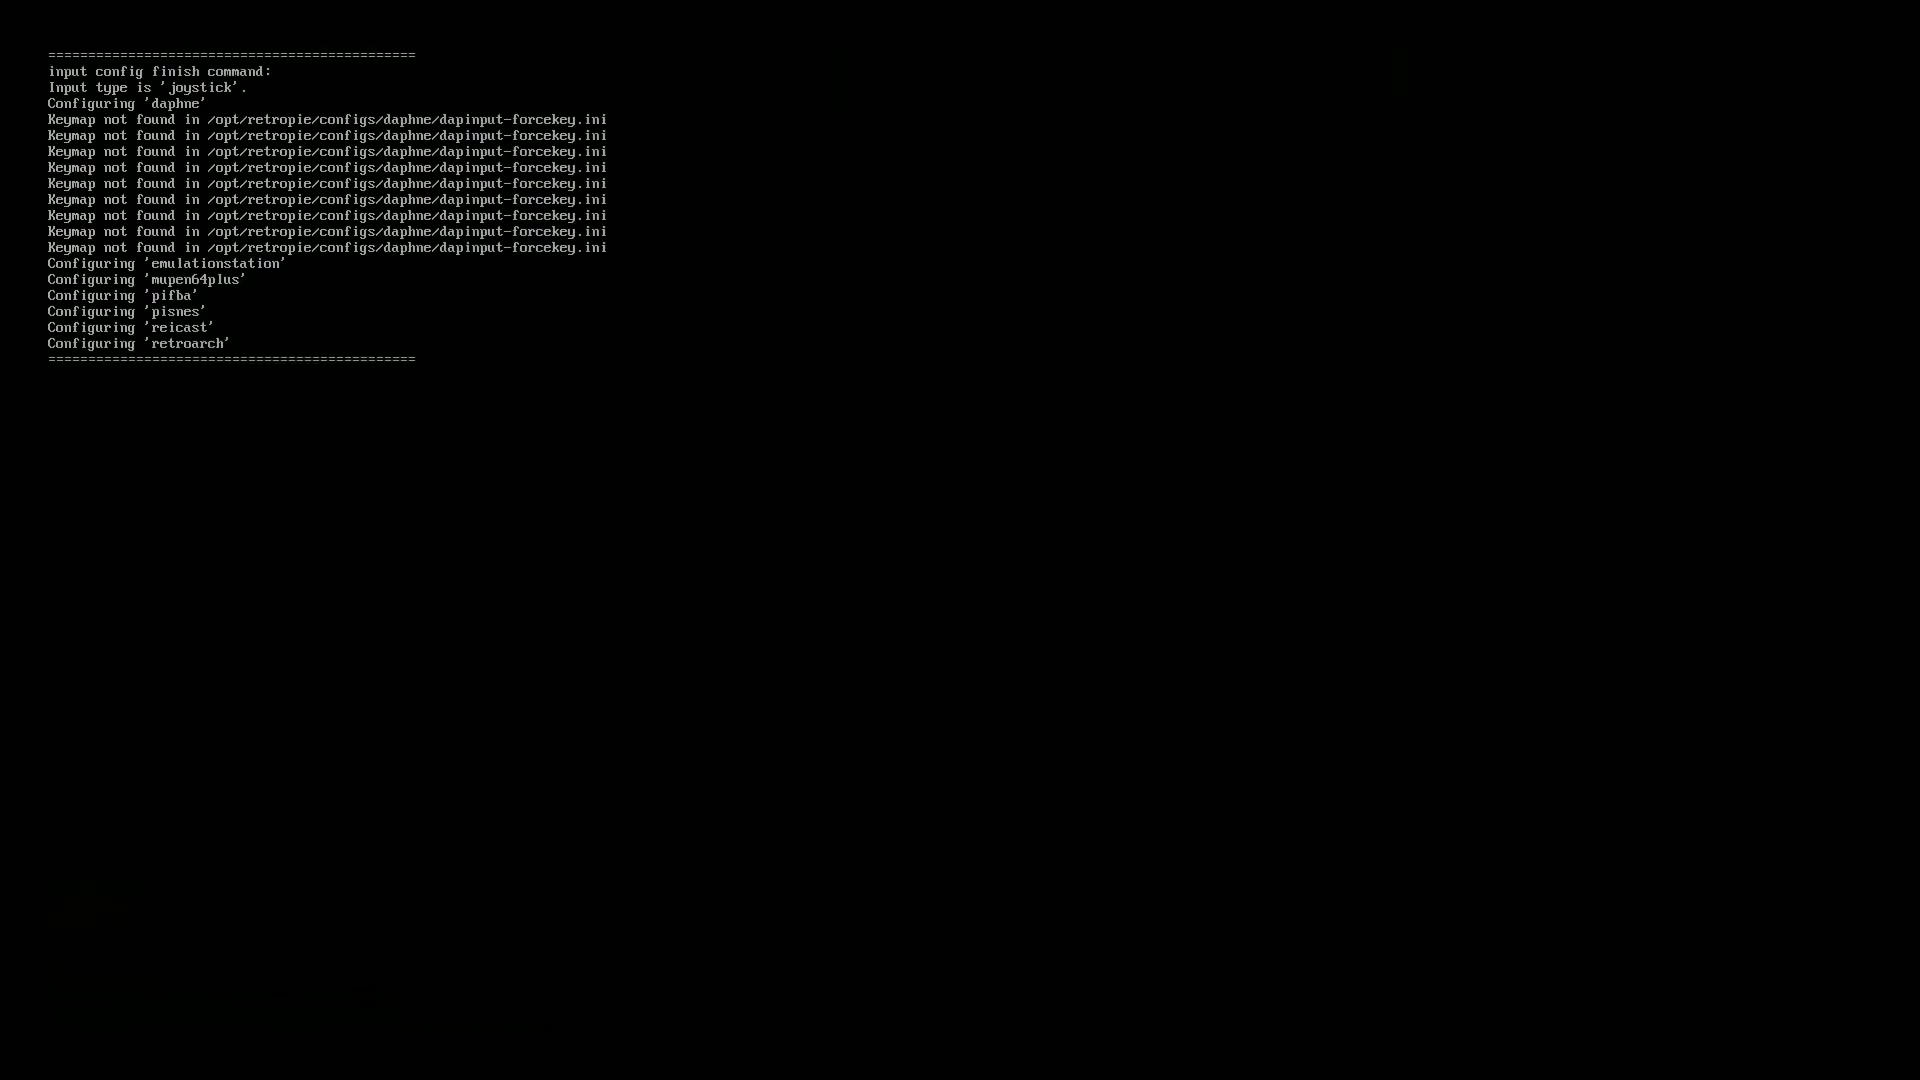 ==============================================
input config finish command:
Input type is 'joystick'.
Configuring 'daphne'
Keymap not found in /opt/retropie/configs/daphne/dapinput-forcekey.ini
Keymap not found in /opt/retropie/configs/daphne/dapinput-forcekey.ini
Keymap not found in /opt/retropie/configs/daphne/dapinput-forcekey.ini
Keymap not found in /opt/retropie/configs/daphne/dapinput-forcekey.ini
Keymap not found in /opt/retropie/configs/daphne/dapinput-forcekey.ini
Keymap not found in /opt/retropie/configs/daphne/dapinput-forcekey.ini
Keymap not found in /opt/retropie/configs/daphne/dapinput-forcekey.ini
Keymap not found in /opt/retropie/configs/daphne/dapinput-forcekey.ini
Keymap not found in /opt/retropie/configs/daphne/dapinput-forcekey.ini
Configuring 'emulationstation'
Configuring 'mupen64plus'
Configuring 'pifba'
Configuring 'pisnes'
Configuring 'reicast'
Configuring 'retroarch'
==============================================